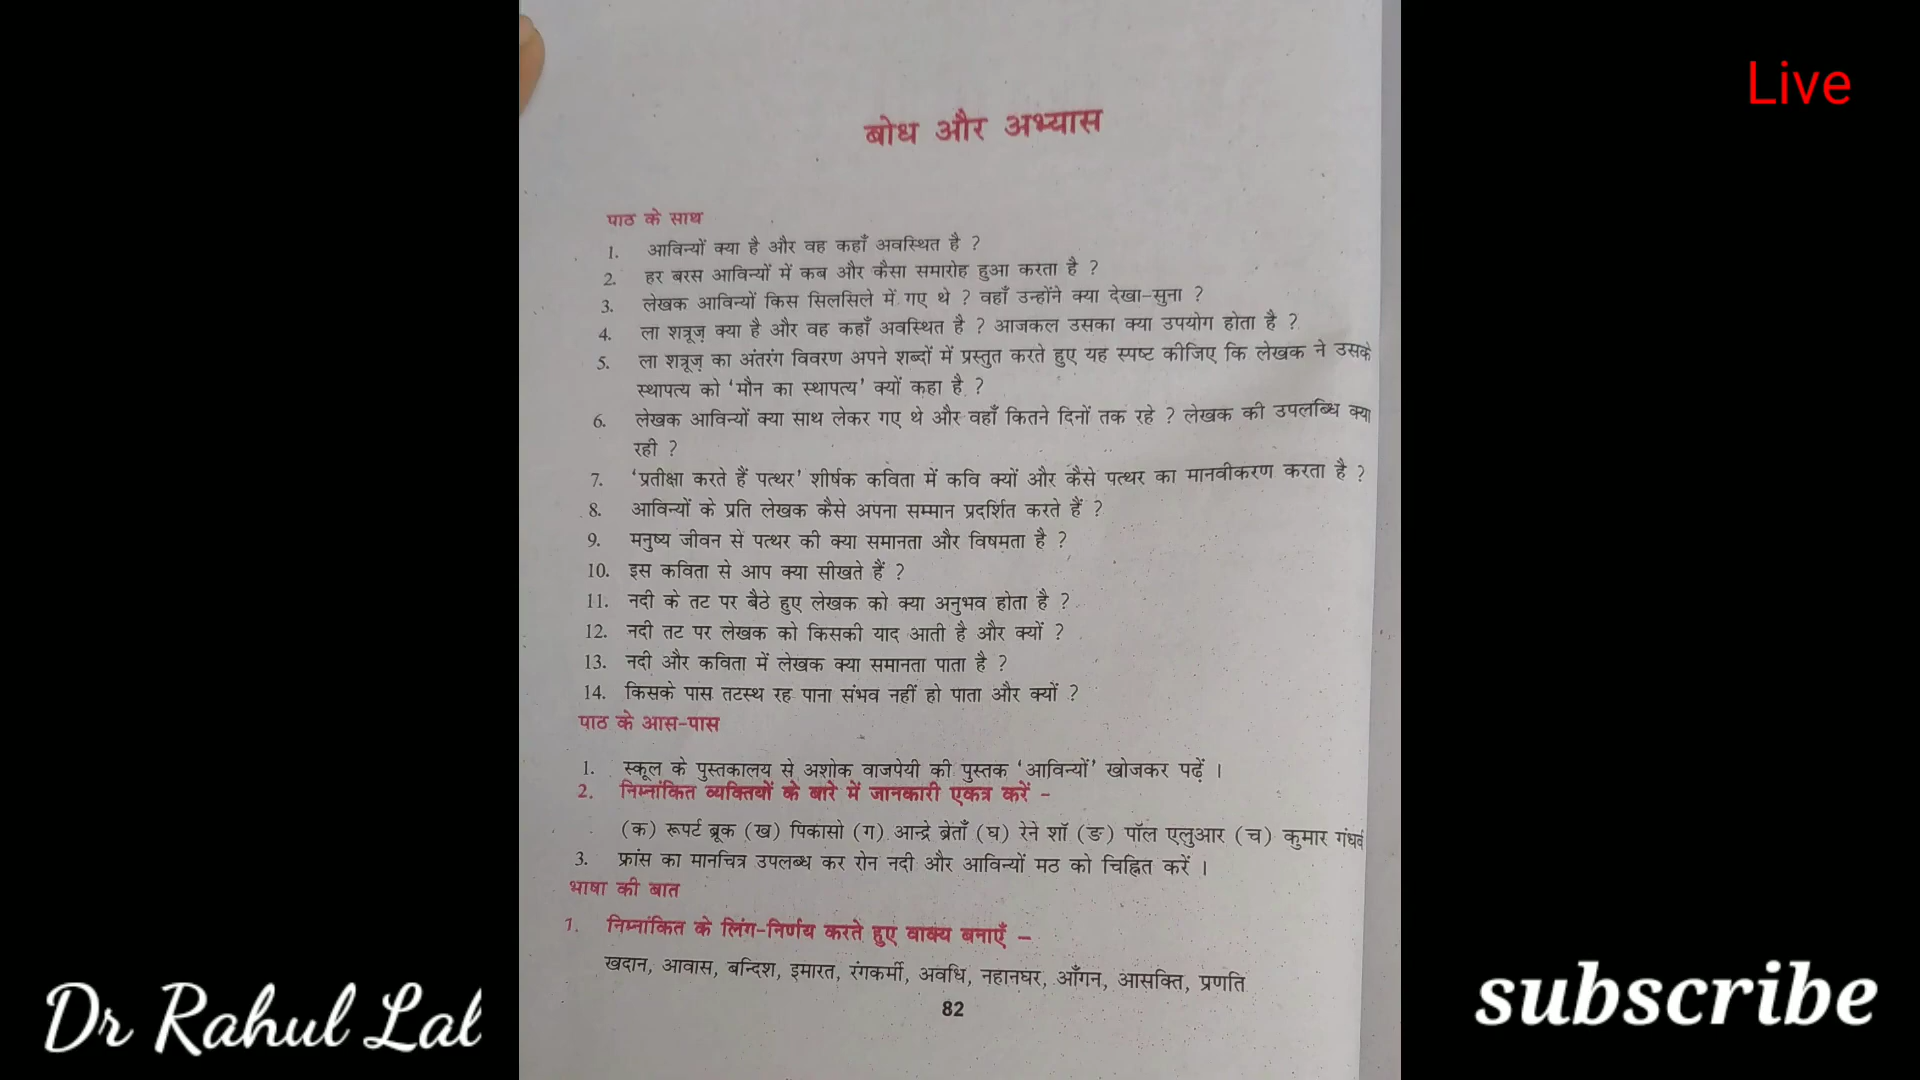 Live
बोध और अभ्यास
पाठ के साथ
1. आविन्यों क्या है और वह कहाँ अवस्थित है ?
2. हर बरस आविन्यों में कब और कैसा समारोह हुआ करता है ?
3. लेखक आविन्यों किस सिलसिले में गए थे ? वहाँ उन्होंने क्या देखा-सुना ?
4. ला शत्रूज़ क्या है और वह कहाँ अवस्थित है ? आजकल उसका क्या उपयोग होता है ?
5. ला शत्रूज़ का अंतरंग विवरण अपने शब्दों में प्रस्तुत करते हुए यह स्पष्ट कीजिए कि लेखक ने उसके
स्थापत्य को 'मौन का स्थापत्य' क्यों कहा है ?
6. लेखक आविन्यों क्या साथ लेकर गए थे और वहाँ कितने दिनों तक रहे ? लेखक की उपलब्धि क्या
रही ?
7. 'प्रतीक्षा करते हैं पत्थर' शीर्षक कविता में कवि क्यों और कैसे पत्थर का मानवीकरण करता है ?
8. आविन्यों के प्रति लेखक कैसे अपना सम्मान प्रदर्शित करते हैं ?
9. मनुष्य जीवन से पत्थर की क्या समानता और विषमता है ?
10. इस कविता से आप क्या सीखते हैं ?
11. नदी के तट पर बैठे हुए लेखक को क्या अनुभव होता है ?
12. नदी तट पर लेखक को किसकी याद आती है और क्यों ?
13. नदी और कविता में लेखक क्या समानता पाता है ?
14. किसके पास तटस्थ रह पाना संभव नहीं हो पाता और क्यों ?
पाठ के आस-पास
1. स्कूल के पुस्तकालय से अशोक वाजपेयी की पुस्तक 'आविन्यों' खोजकर पढ़ें ।
2. निम्नांकित व्यक्तियों के बारे में जानकारी एकत्र करें -
(क) रूपर्ट ब्रूक (ख) पिकासो (ग) आन्द्रे ब्रेताँ (घ) रेने शॉ (ङ) पॉल एलुआर (च) कुमार गंधर्व
3. फ्रांस का मानचित्र उपलब्ध कर रोन नदी और आविन्यों मठ को चिह्नित करें ।
भाषा की बात
1. निम्नांकित के लिंग-निर्णय करते हुए वाक्य बनाएँ –
खदान, आवास, बन्दिश, इमारत, रंगकर्मी, अवधि, नहानघर, आँगन, आसक्ति, प्रणति
82
Dr Rahul Lal
subscribe